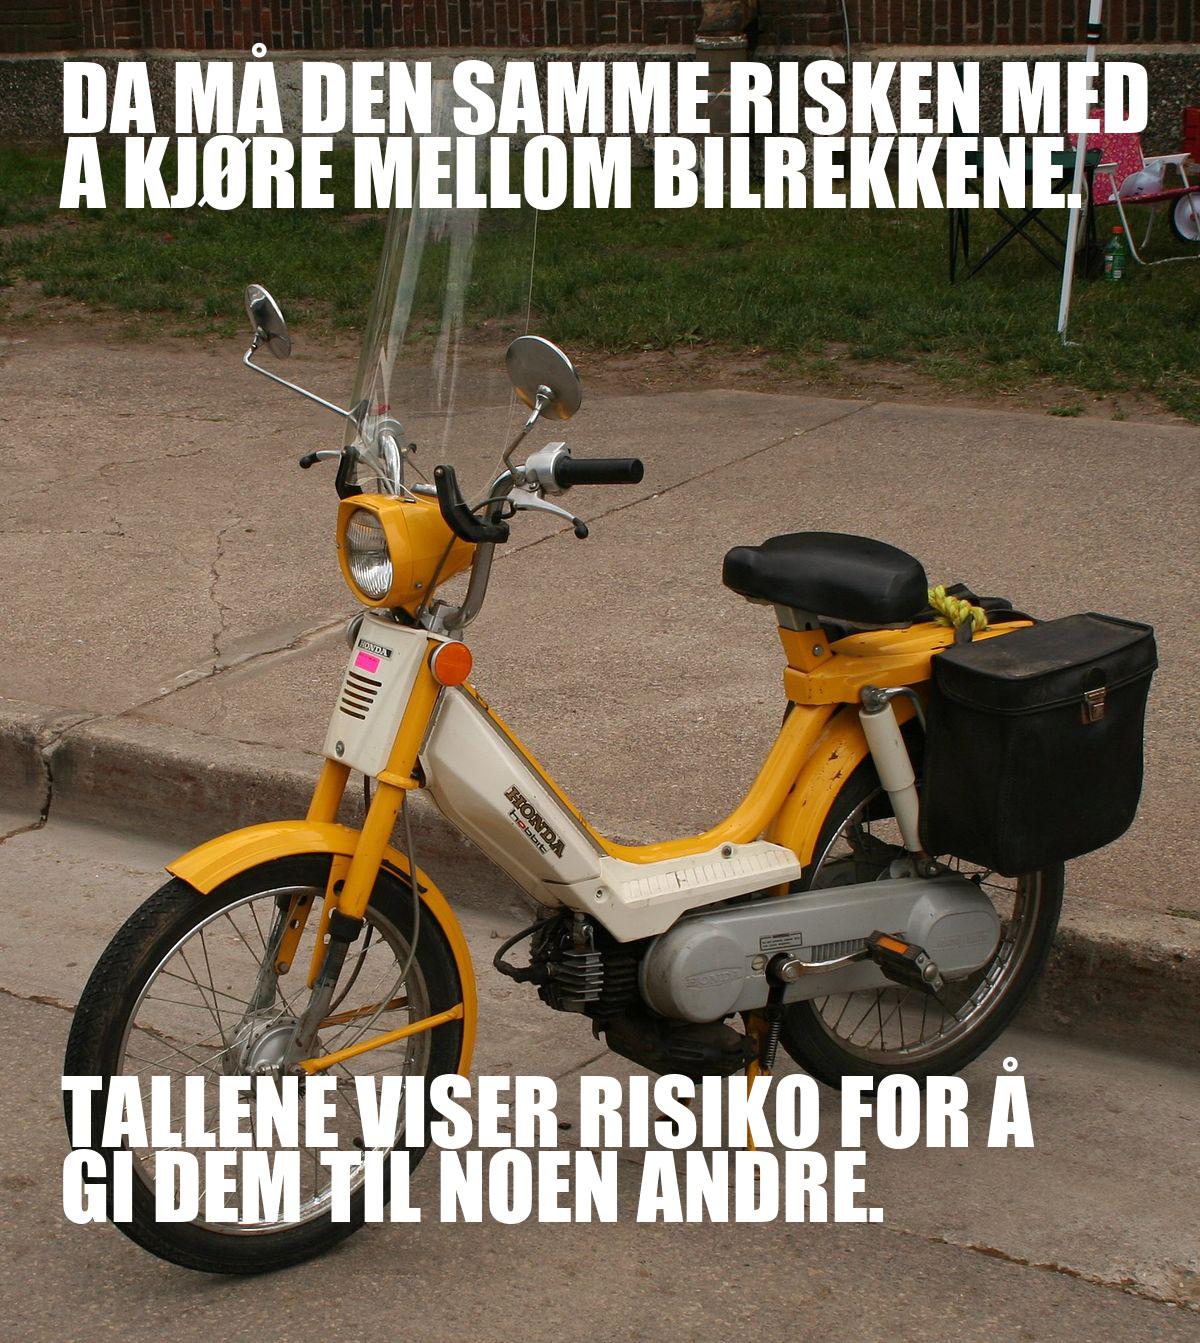 DA MÅ DEN SAMME RISKEN MED
A KJØRE MELLOM BILREKKENE.
HONDA
HONDA
hobbit
HONDA
TALLENE VISER RISIKO FOR Å
GI DEM TIL NOEN ANDRE.